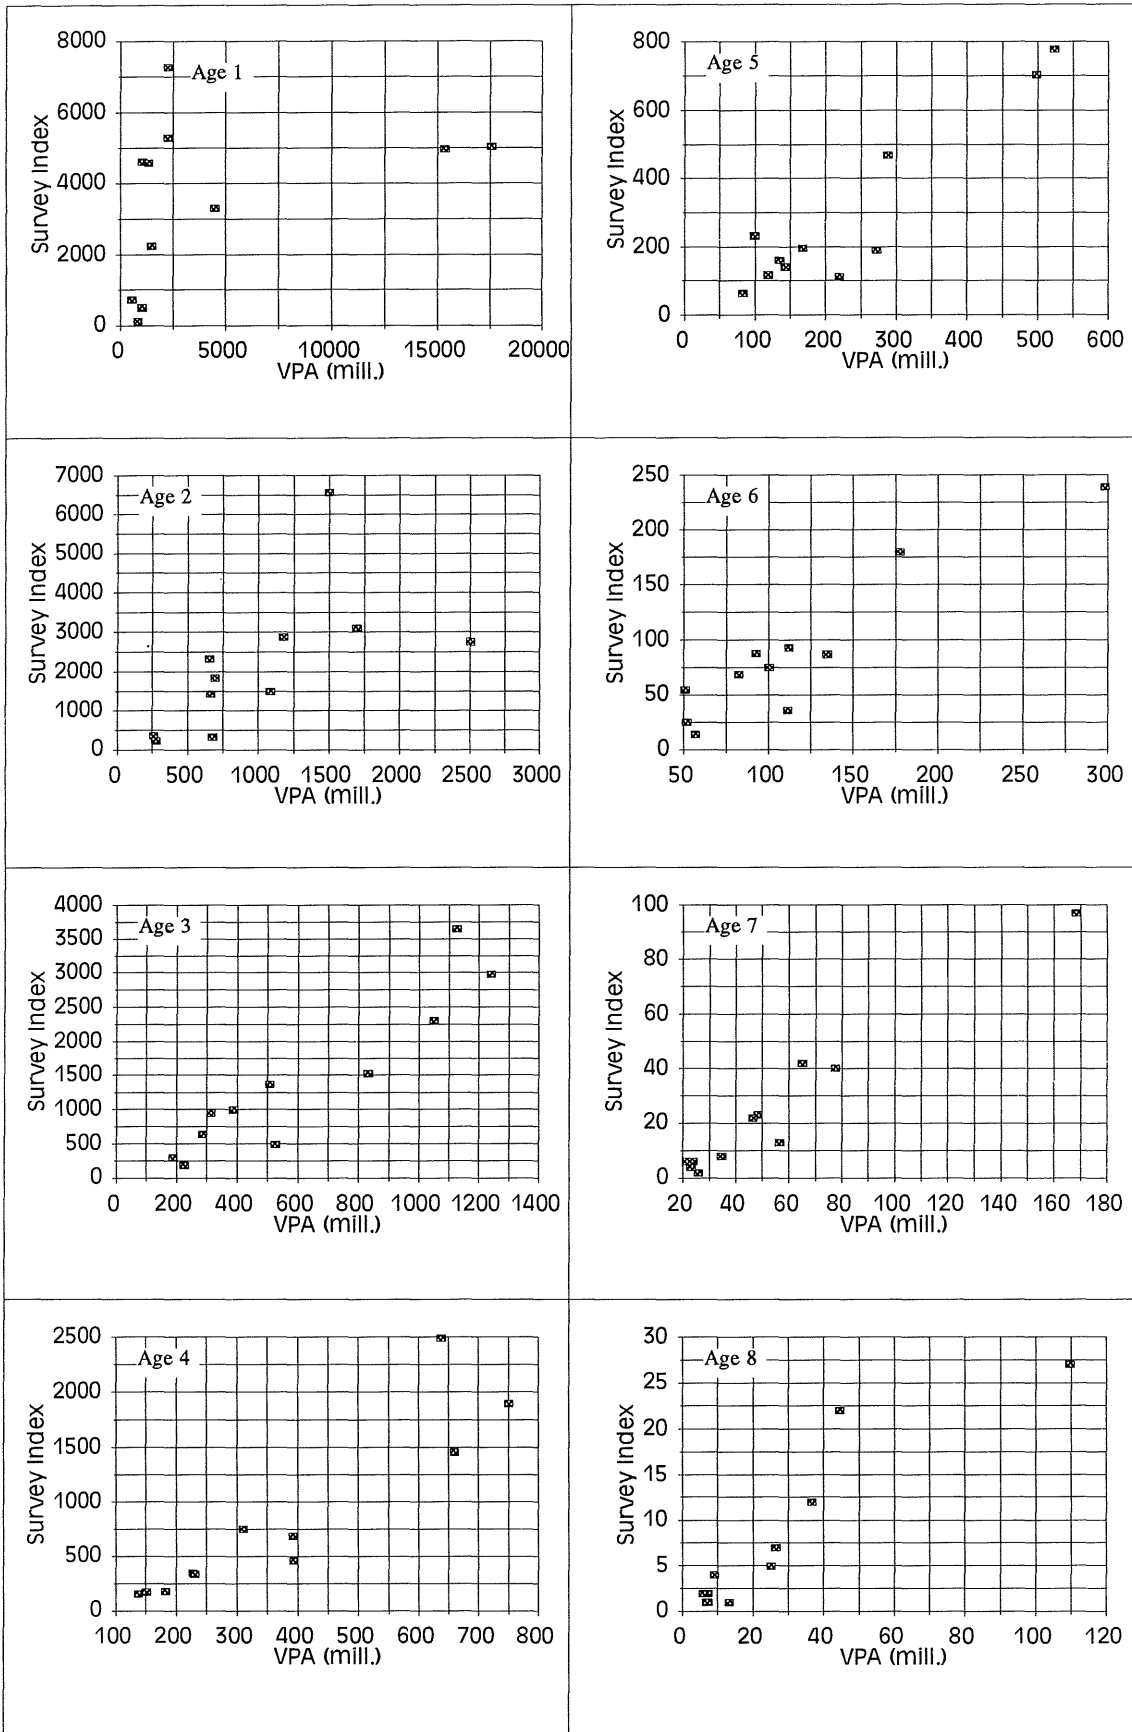 8000
6000
4000
2000
0
Survey Index
Age 1
0 5000 10000 15000 20000
VPA (mill.)
800
600
400
200
0
Survey Index
Age 5
0 100 200 300 400 500 600
VPA (mill.)
7000
6000
5000
4000
3000
2000
1000
0
Survey Index
Age 2
0 500 1000 1500 2000 2500 3000
VPA (mill.)
250
200
150
100
50
0
Survey Index
Age 6
50 100 150 200 250 300
VPA (mill.)
4000
3500
3000
2500
2000
1500
1000
500
0
Survey Index
Age 3
0 200 400 600 800 1000 1200 1400
VPA (mill.)
100
80
60
40
20
0
Survey Index
Age 7
20 40 60 80 100 120 140 160 180
VPA (mill.)
2500
2000
1500
1000
500
0
Survey Index
Age 4
100 200 300 400 500 600 700 800
VPA (mill.)
30
25
20
15
10
5
0
Survey Index
Age 8
0 20 40 60 80 100 120
VPA (mill.)